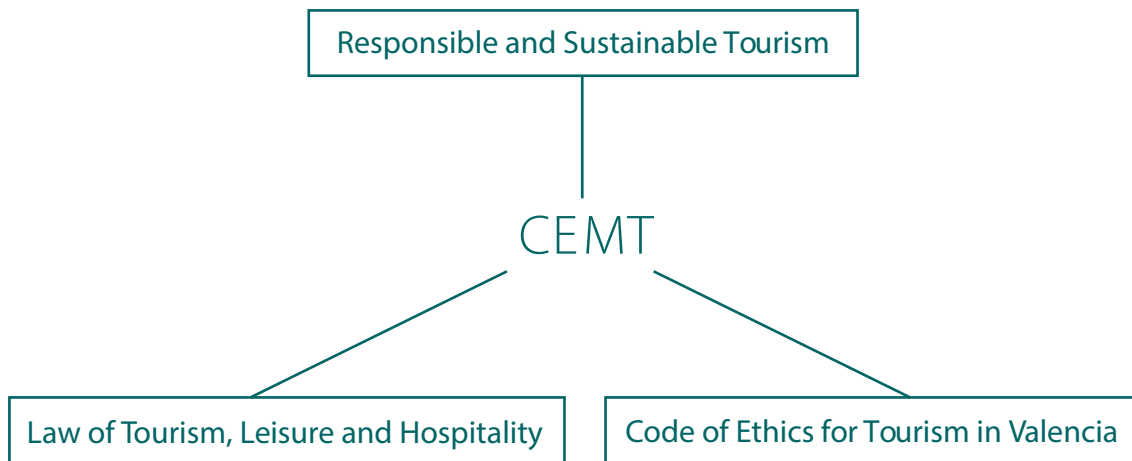 Responsible and Sustainable Tourism
CEMT
Law of Tourism, Leisure and Hospitality
Code of Ethics for Tourism in Valencia